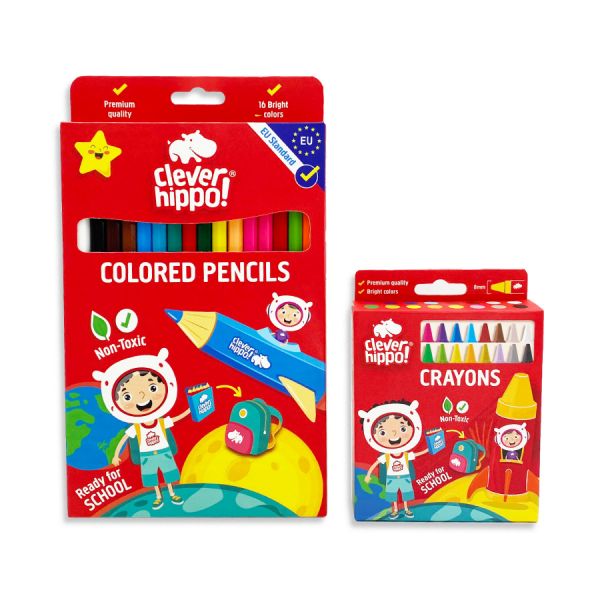 Premium
quality
16 Bright
colors
EU Standard
EU
clever
hippo!®
COLORED PENCILS
Non-Toxic
clever
hippo!
Ready for
SCHOOL
Premium quality
Bright colors
8mm
clever
hippo!®
CRAYONS
Non-Toxic
Ready for
SCHOOL